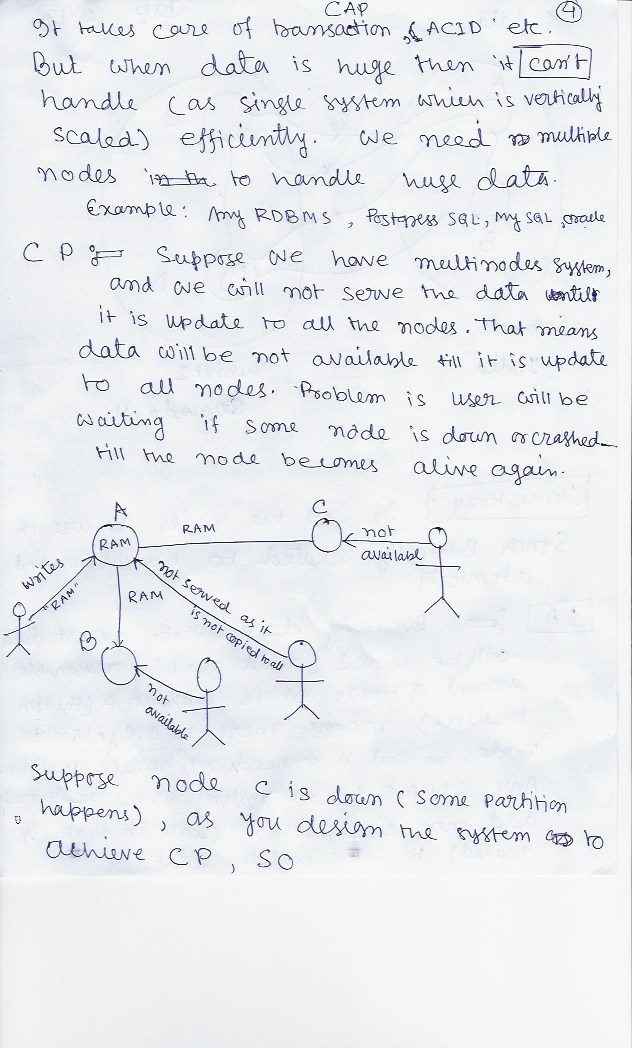 CAP
4
It takes care of transaction, ACID etc.
But when data is huge then it can't
handle (as single system which is vertically
scaled) efficiently. We need multiple
nodes to handle huge data.
Example: Any RDBMS, Postgress SQL, My SQL, oracle
CP :- Suppose we have multinodes system,
and we will not serve the data until
it is update to all the nodes. That means
data will be not available till it is update
to all nodes. Problem is user will be
waiting if some node is down or crashed
till the node becomes alive again.
A
C
RAM
RAM
not
available
writes
"RAM"
RAM
not served as it
is not copied to all
B
not
available
Suppose node C is down (some partition
happens), as you design the system to
achieve CP, SO